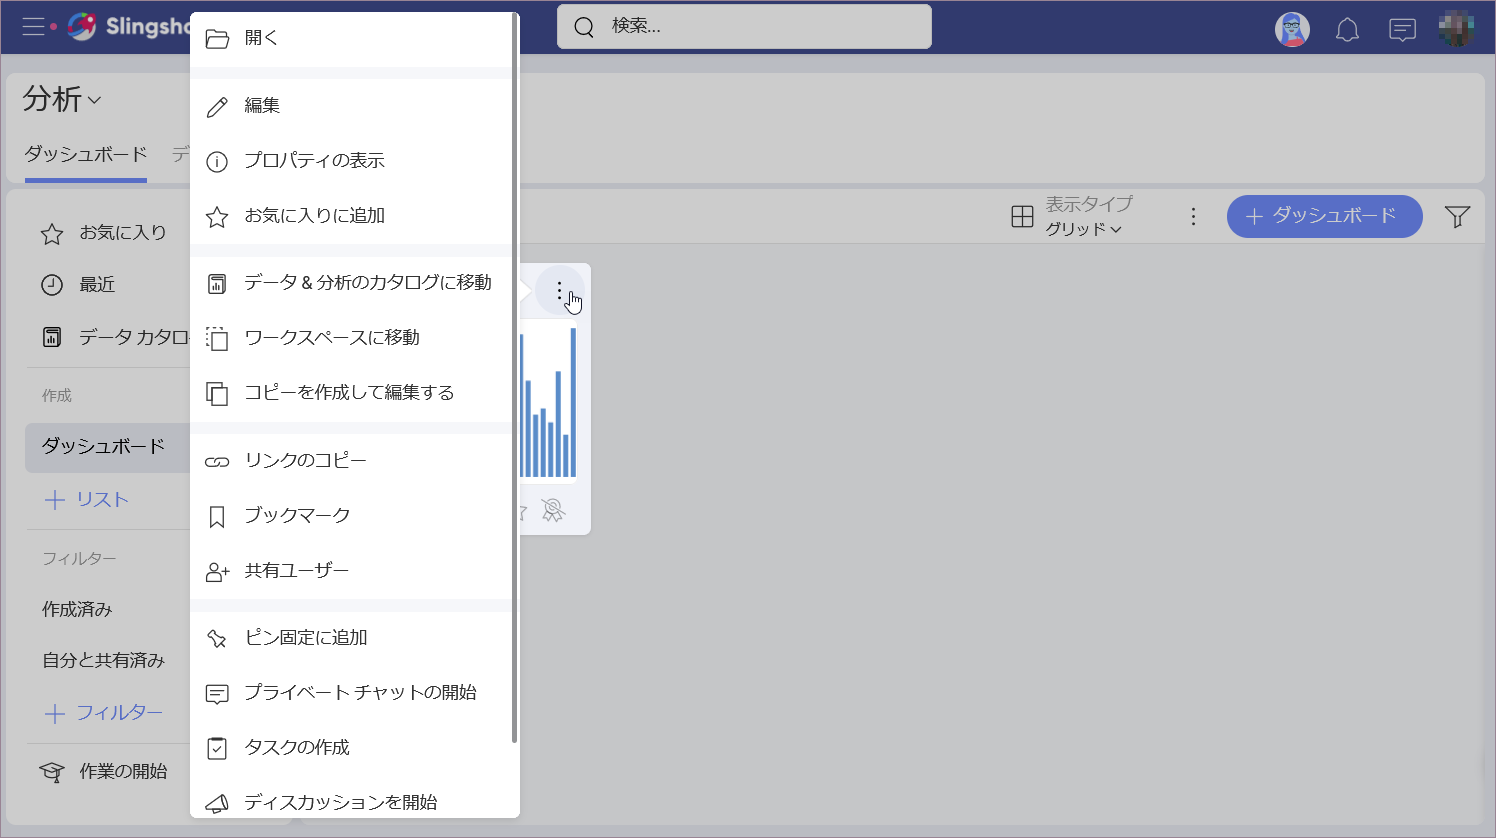 Slingsho
検索...
分析
ダッシュボード
デ
お気に入り
最近
データ カタロ
作成
ダッシュボード
リスト
フィルター
作成済み
自分と共有済み
フィルター
作業の開始
開く
編集
プロパティの表示
お気に入りに追加
データ & 分析のカタログに移動
ワークスペースに移動
コピーを作成して編集する
リンクのコピー
ブックマーク
共有ユーザー
ピン固定に追加
プライベート チャットの開始
タスクの作成
ディスカッションを開始
表示タイプ
グリッド
ダッシュボード